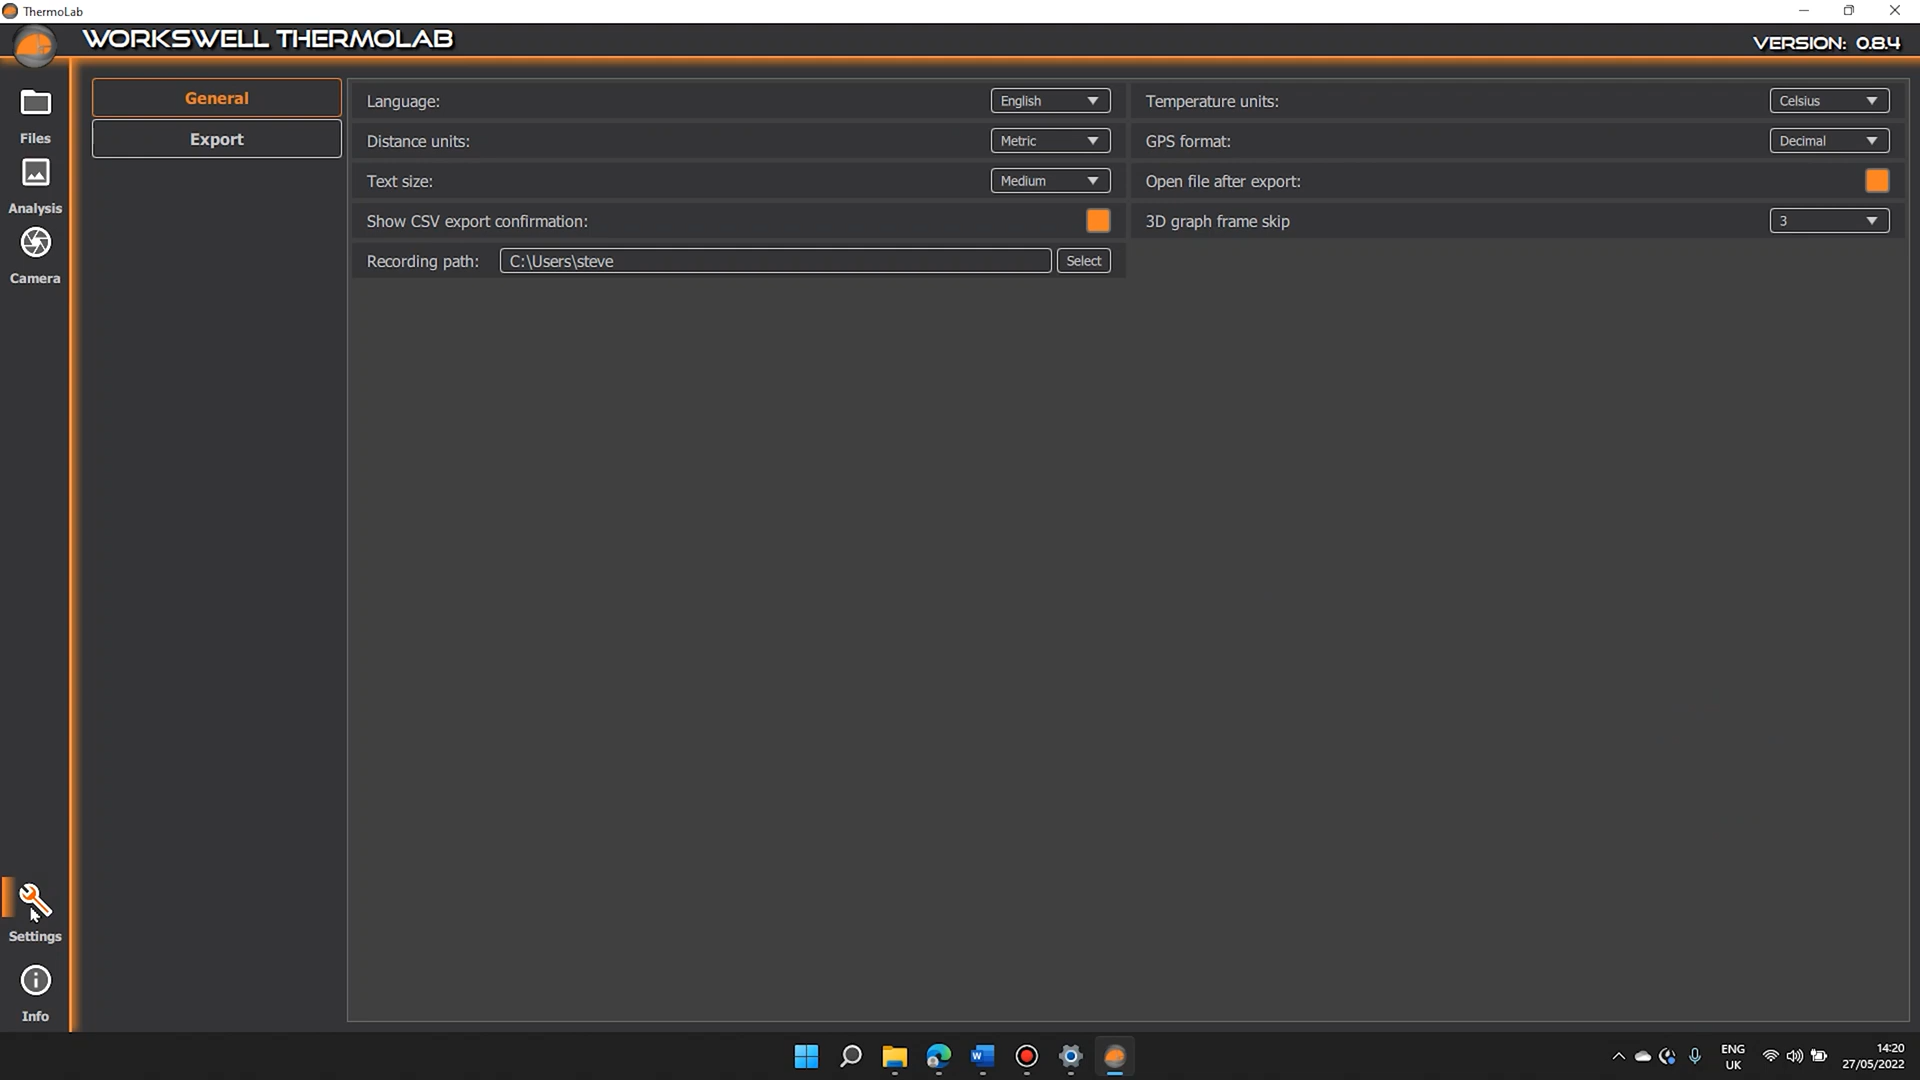 ThermoLab
WORKSWELL THERMOLAB
VERSION: 0.8.4
Files
Analysis
Camera
Settings
Info
General
Export
Language: English
Temperature units: Celsius
Distance units: Metric
GPS format: Decimal
Text size: Medium
Open file after export:
Show CSV export confirmation:
3D graph frame skip 3
Recording path: C:\Users\steve Select
ENG
UK
14:20
27/05/2022